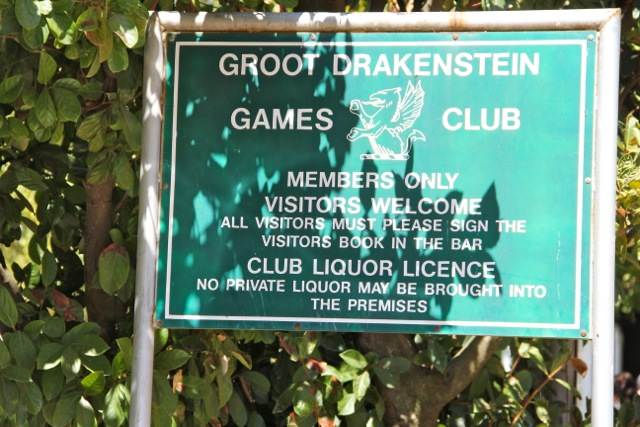 GROOT DRAKENSTEIN
GAMES CLUB
MEMBERS ONLY
VISITORS WELCOME
ALL VISITORS MUST PLEASE SIGN THE
VISITORS BOOK IN THE BAR
CLUB LIQUOR LICENCE
NO PRIVATE LIQUOR MAY BE BROUGHT INTO
THE PREMISES